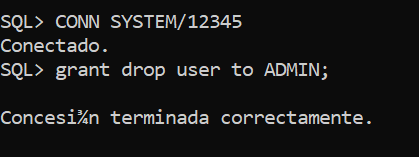 SQL> CONN SYSTEM/12345
Conectado.
SQL> grant drop user to ADMIN;
Concesi¾n terminada correctamente.